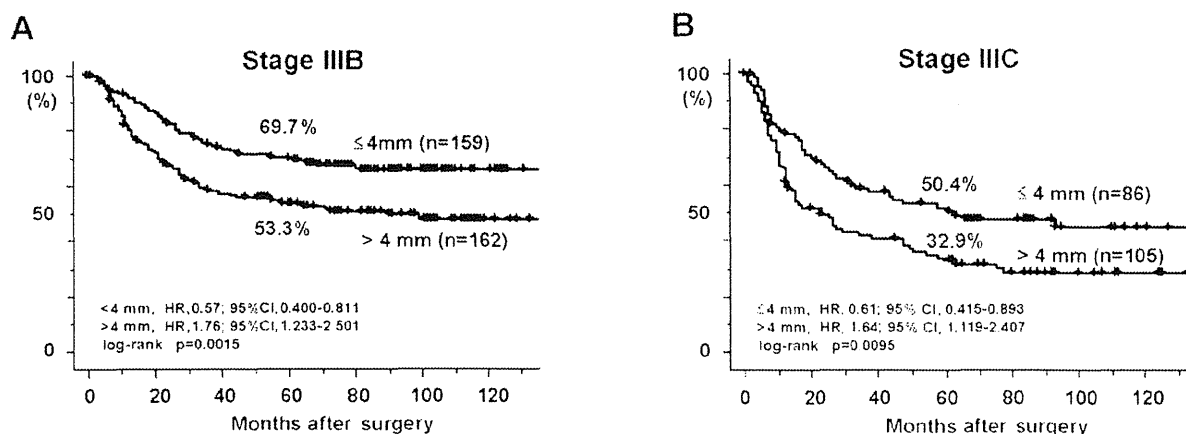 A
Stage IIIB
100
(%)
50
0
69.7%
≦4mm (n=159)
53.3%
> 4 mm (n=162)
<4 mm, HR,0.57; 95%CI, 0.400-0.811
>4 mm, HR,1.76; 95%CI, 1.233-2 501
log-rank p=0.0015
0 20 40 60 80 100 120
Months after surgery
B
Stage IIIC
100
(%)
50
0
50.4%
≦ 4 mm (n=86)
32.9%
> 4 mm (n=105)
≦4 mm, HR, 0.61; 95% CI, 0.415-0.893
>4 mm, HR, 1.64; 95% CI, 1.119-2.407
log-rank p=0 0095
0 20 40 60 80 100 120
Months after surgery